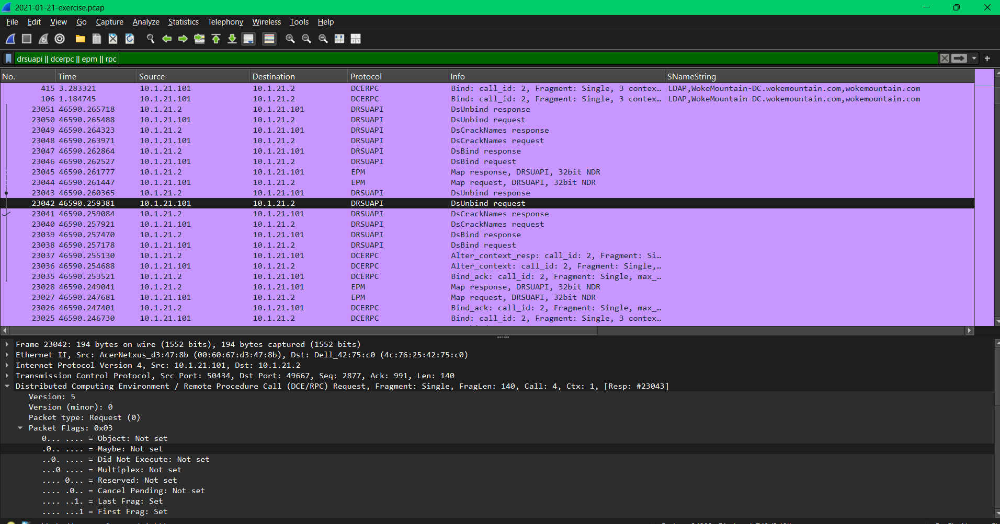 2021-01-21-exercise.pcap
File Edit View Go Capture Analyze Statistics Telephony Wireless Tools Help
drsuapi || dcerpc || epm || rpc
No. Time Source Destination Protocol Info SNameString
415 3.283321 10.1.21.101 10.1.21.2 DCERPC Bind: call_id: 2, Fragment: Single, 3 contex… LDAP,WokeMountain-DC.wokemountain.com,wokemountain.com
106 1.184745 10.1.21.101 10.1.21.2 DCERPC Bind: call_id: 2, Fragment: Single, 3 contex… LDAP,WokeMountain-DC.wokemountain.com,wokemountain.com
23051 46590.265718 10.1.21.2 10.1.21.101 DRSUAPI DsUnbind response
23050 46590.265488 10.1.21.101 10.1.21.2 DRSUAPI DsUnbind request
23049 46590.264323 10.1.21.2 10.1.21.101 DRSUAPI DsCrackNames response
23048 46590.263971 10.1.21.101 10.1.21.2 DRSUAPI DsCrackNames request
23047 46590.262864 10.1.21.2 10.1.21.101 DRSUAPI DsBind response
23046 46590.262527 10.1.21.101 10.1.21.2 DRSUAPI DsBind request
23045 46590.261777 10.1.21.2 10.1.21.101 EPM Map response, DRSUAPI, 32bit NDR
23044 46590.261447 10.1.21.101 10.1.21.2 EPM Map request, DRSUAPI, 32bit NDR
23043 46590.260365 10.1.21.2 10.1.21.101 DRSUAPI DsUnbind response
23042 46590.259381 10.1.21.101 10.1.21.2 DRSUAPI DsUnbind request
23041 46590.259084 10.1.21.2 10.1.21.101 DRSUAPI DsCrackNames response
23040 46590.257921 10.1.21.101 10.1.21.2 DRSUAPI DsCrackNames request
23039 46590.257470 10.1.21.2 10.1.21.101 DRSUAPI DsBind response
23038 46590.257178 10.1.21.101 10.1.21.2 DRSUAPI DsBind request
23037 46590.255130 10.1.21.2 10.1.21.101 DCERPC Alter_context_resp: call_id: 2, Fragment: Si…
23036 46590.254688 10.1.21.101 10.1.21.2 DCERPC Alter_context: call_id: 2, Fragment: Single,…
23035 46590.253521 10.1.21.2 10.1.21.101 DCERPC Bind_ack: call_id: 2, Fragment: Single, max_…
23028 46590.249041 10.1.21.2 10.1.21.101 EPM Map response, DRSUAPI, 32bit NDR
23027 46590.247681 10.1.21.101 10.1.21.2 EPM Map request, DRSUAPI, 32bit NDR
23026 46590.247401 10.1.21.2 10.1.21.101 DCERPC Bind_ack: call_id: 2, Fragment: Single, max_…
23025 46590.246730 10.1.21.101 10.1.21.2 DCERPC Bind: call_id: 2, Fragment: Single, 3 contex…
Frame 23042: 194 bytes on wire (1552 bits), 194 bytes captured (1552 bits)
Ethernet II, Src: AcerNetxus_d3:47:8b (00:60:67:d3:47:8b), Dst: Dell_42:75:c0 (4c:76:25:42:75:c0)
Internet Protocol Version 4, Src: 10.1.21.101, Dst: 10.1.21.2
Transmission Control Protocol, Src Port: 50434, Dst Port: 49667, Seq: 2877, Ack: 991, Len: 140
Distributed Computing Environment / Remote Procedure Call (DCE/RPC) Request, Fragment: Single, FragLen: 140, Call: 4, Ctx: 1, [Resp: #23043]
Version: 5
Version (minor): 0
Packet type: Request (0)
Packet Flags: 0x03
0... .... = Object: Not set
.0.. .... = Maybe: Not set
..0. .... = Did Not Execute: Not set
...0 .... = Multiplex: Not set
.... 0... = Reserved: Not set
.... .0.. = Cancel Pending: Not set
.... ..1. = Last Frag: Set
.... ...1 = First Frag: Set